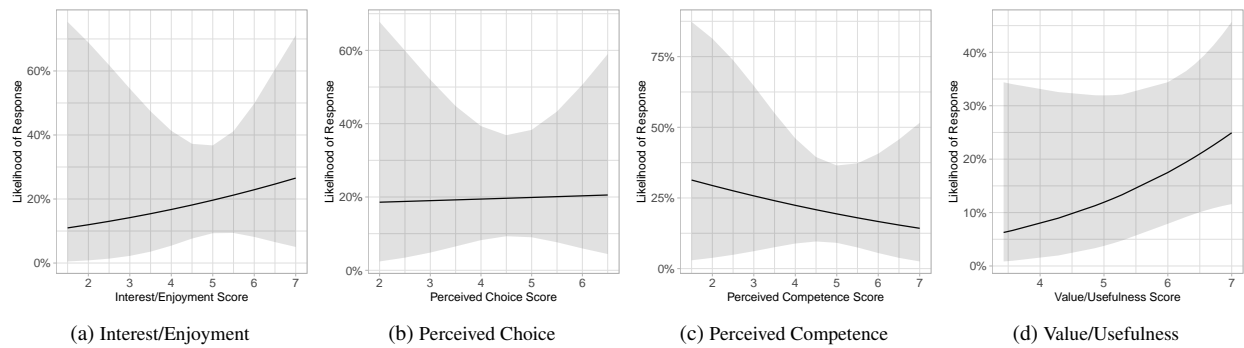 Likelihood of Response
60%
40%
20%
0%
2 3 4 5 6 7
Interest/Enjoyment Score
(a) Interest/Enjoyment
Likelihood of Response
60%
40%
20%
0%
2 3 4 5 6
Perceived Choice Score
(b) Perceived Choice
Likelihood of Response
75%
50%
25%
0%
2 3 4 5 6 7
Perceived Competence Score
(c) Perceived Competence
Likelihood of Response
40%
30%
20%
10%
0%
4 5 6 7
Value/Usefulness Score
(d) Value/Usefulness